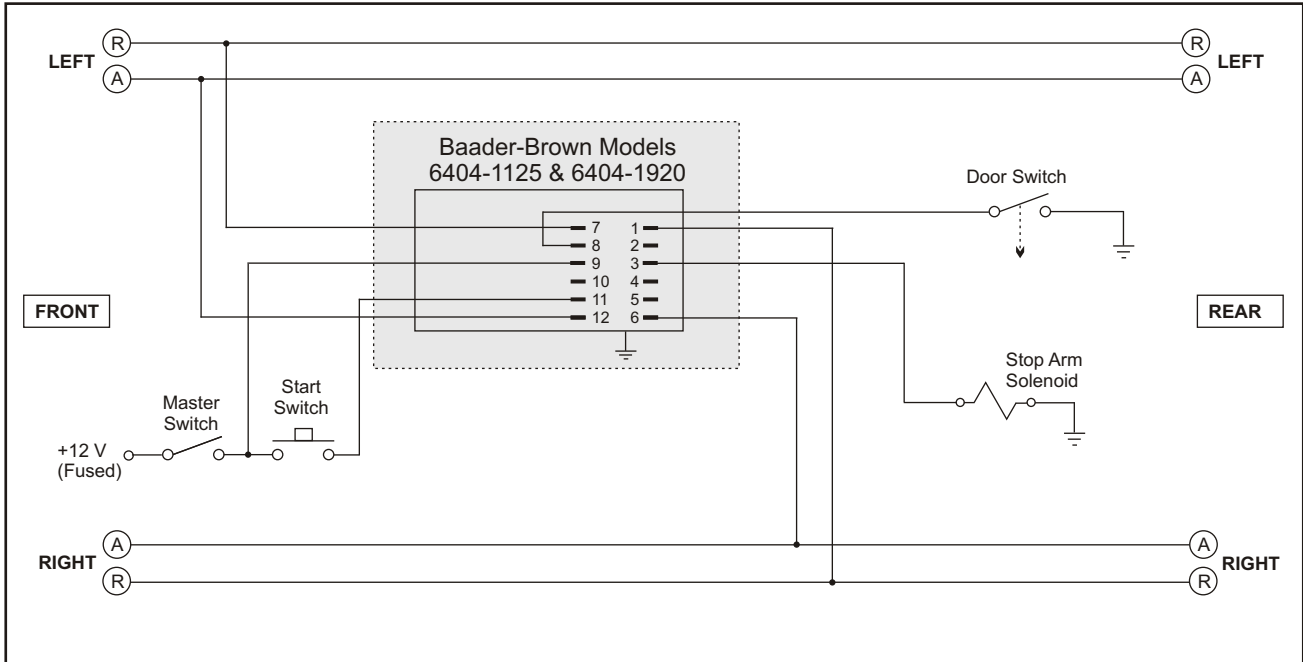 R
R
LEFT
LEFT
A
A
Baader-Brown Models
6404-1125 & 6404-1920
Door Switch
7 1
8 2
9 3
10 4
11 5
12 6
FRONT
REAR
Stop Arm
Solenoid
Start
Switch
Master
Switch
+12 V
(Fused)
A
A
RIGHT
RIGHT
R
R